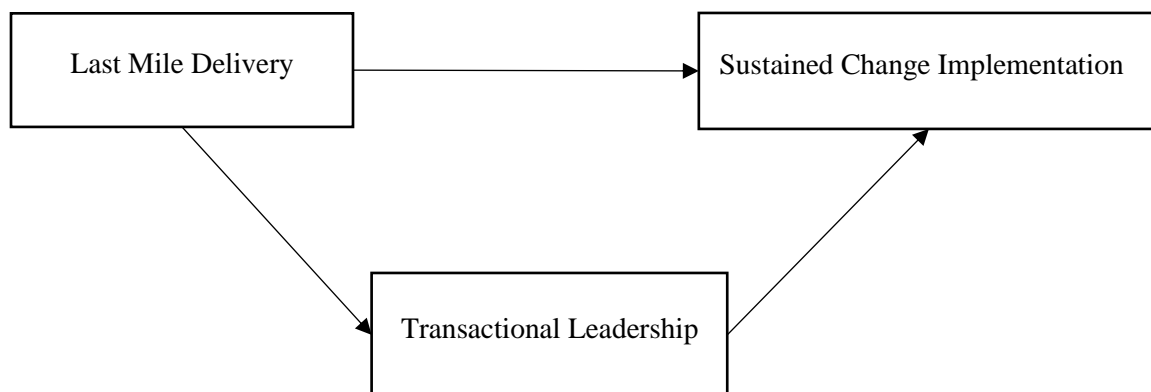 Last Mile Delivery
Sustained Change Implementation
Transactional Leadership